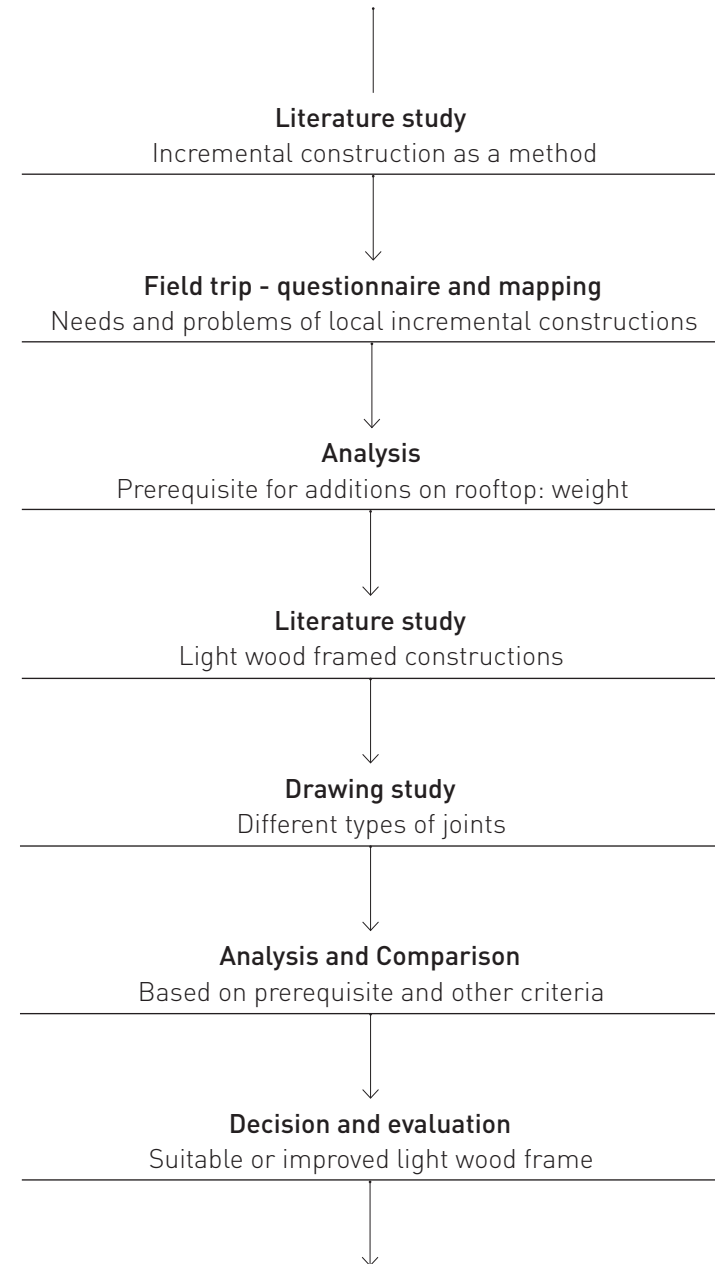 Literature study
Incremental construction as a method
Field trip - questionnaire and mapping
Needs and problems of local incremental constructions
Analysis
Prerequisite for additions on rooftop: weight
Literature study
Light wood framed constructions
Drawing study
Different types of joints
Analysis and Comparison
Based on prerequisite and other criteria
Decision and evaluation
Suitable or improved light wood frame